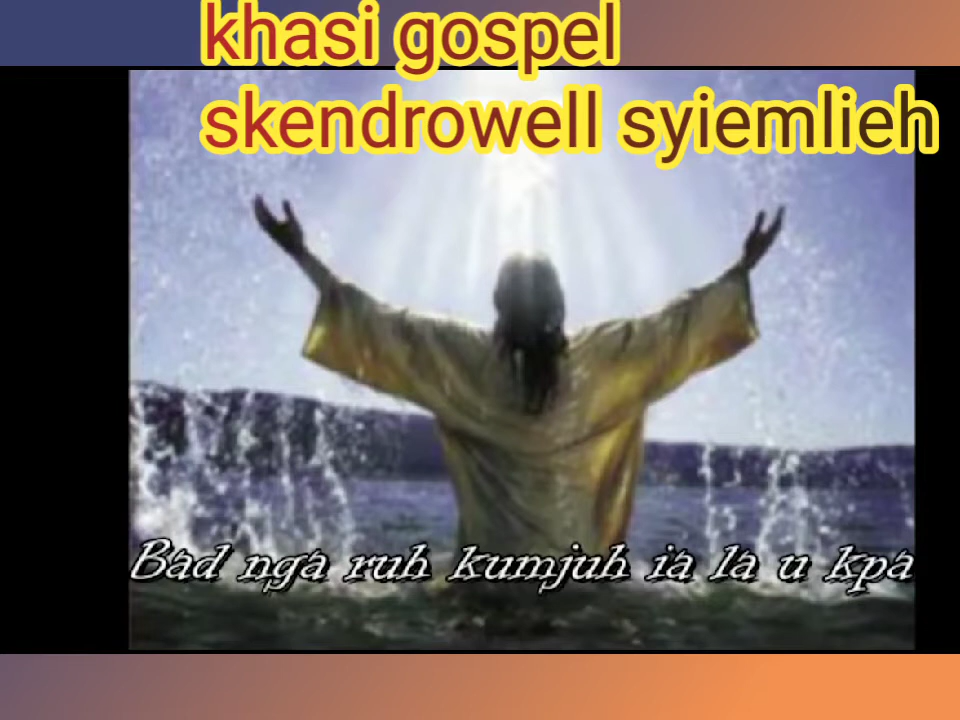 khasi gospel
skendrowell syiemlieh
Bad nga ruh kumjuh ia la u kpa